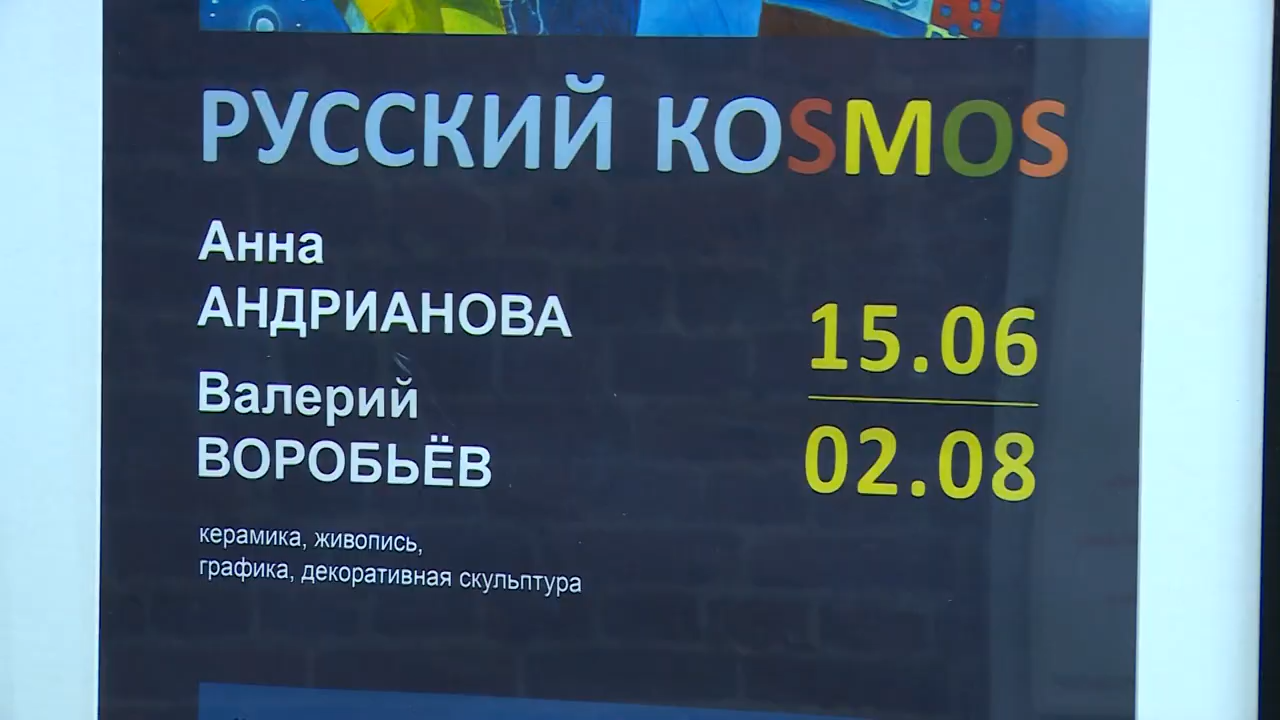 РУССКИЙ KOSMOS
Анна
АНДРИАНОВА
Валерий
ВОРОБЬЁВ
15.06
02.08
керамика, живопись,
графика, декоративная скульптура